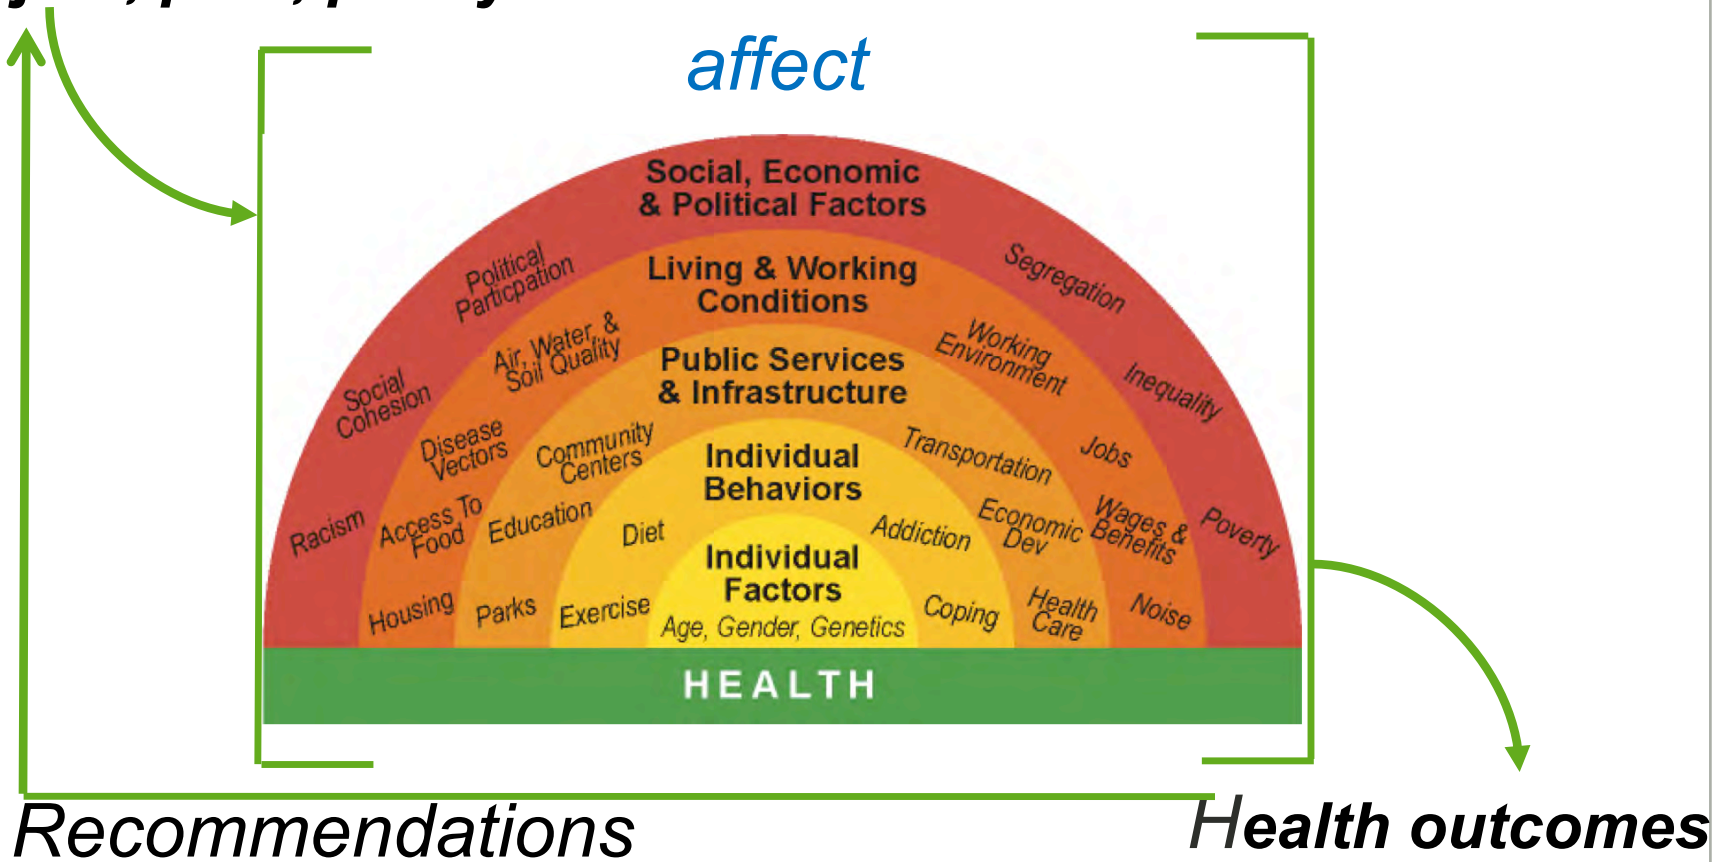 affect
Social, Economic
& Political Factors
Political
Particpation
Segregation
Social
Cohesion
Inequality
Racism
Poverty
Living & Working
Conditions
Air, Water, &
Soil Quality
Working
Environment
Disease
Vectors
Jobs
Access To
Food
Wages &
Benefits
Housing
Noise
Public Services
& Infrastructure
Community
Centers
Transportation
Education
Economic
Dev
Parks
Health
Care
Individual
Behaviors
Diet
Addiction
Exercise
Coping
Individual
Factors
Age, Gender, Genetics
HEALTH
Recommendations
Health outcomes